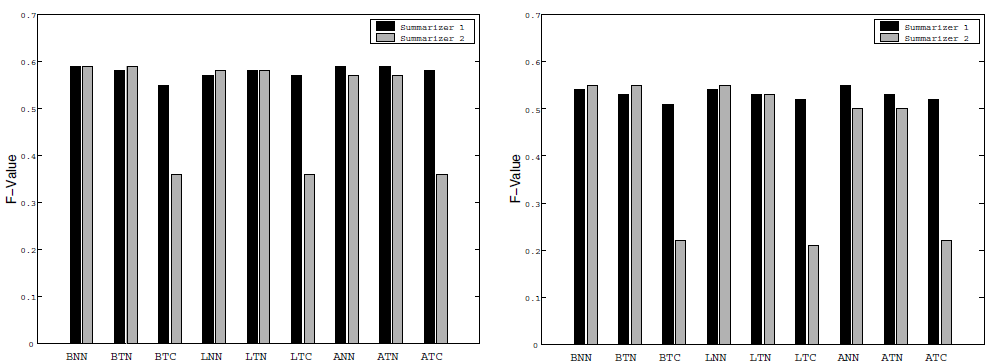 0.7
Summarizer 1
Summarizer 2
0.6
0.5
0.4
F-Value
0.3
0.2
0.1
0
BNN BTN BTC LNN LTN LTC ANN ATN ATC
0.7
Summarizer 1
Summarizer 2
0.6
0.5
0.4
F-Value
0.3
0.2
0.1
0
BNN BTN BTC LNN LTN LTC ANN ATN ATC